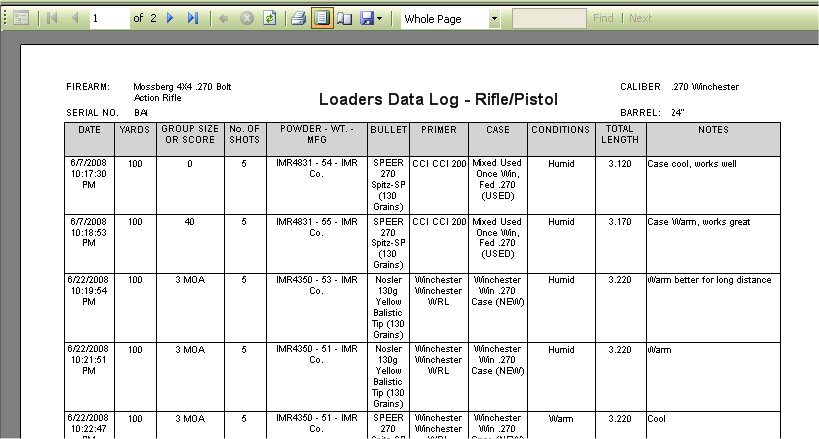 1 of 2 Whole Page Find Next
FIREARM: Mossberg 4X4 .270 Bolt Action Rifle
Loaders Data Log - Rifle/Pistol
CALIBER .270 Winchester
SERIAL NO. BA
BARREL: 24"
DATE YARDS GROUP SIZE OR SCORE No. OF SHOTS POWDER - WT. - MFG BULLET PRIMER CASE CONDITIONS TOTAL LENGTH NOTES
6/7/2008 10:17:30 PM 100 0 5 IMR4831 - 54 - IMR Co. SPEER 270 Spitz-SP (130 Grains) CCI CCI 200 Mixed Used Once Win, Fed .270 (USED) Humid 3.120 Case cool, works well
6/7/2008 10:18:53 PM 100 40 5 IMR4831 - 55 - IMR Co. SPEER 270 Spitz-SP (130 Grains) CCI CCI 200 Mixed Used Once Win, Fed .270 (USED) Humid 3.170 Case Warm, works great
6/22/2008 10:19:54 PM 100 3 MOA 5 IMR4350 - 53 - IMR Co. Nosler 130g Yellow Balistic Tip (130 Grains) Winchester Winchester WRL Winchester Win .270 Case (NEW) Humid 3.220 Warm better for long distance
6/22/2008 10:21:51 PM 100 3 MOA 5 IMR4350 - 51 - IMR Co. Nosler 130g Yellow Balistic Tip (130 Grains) Winchester Winchester WRL Winchester Win .270 Case (NEW) Humid 3.220 Warm
6/22/2008 10:22:47 100 3 MOA 5 IMR4350 - 51 - IMR Co. SPEER 270 Winchester Winchester Winchester Win .270 Warm 3.220 Cool